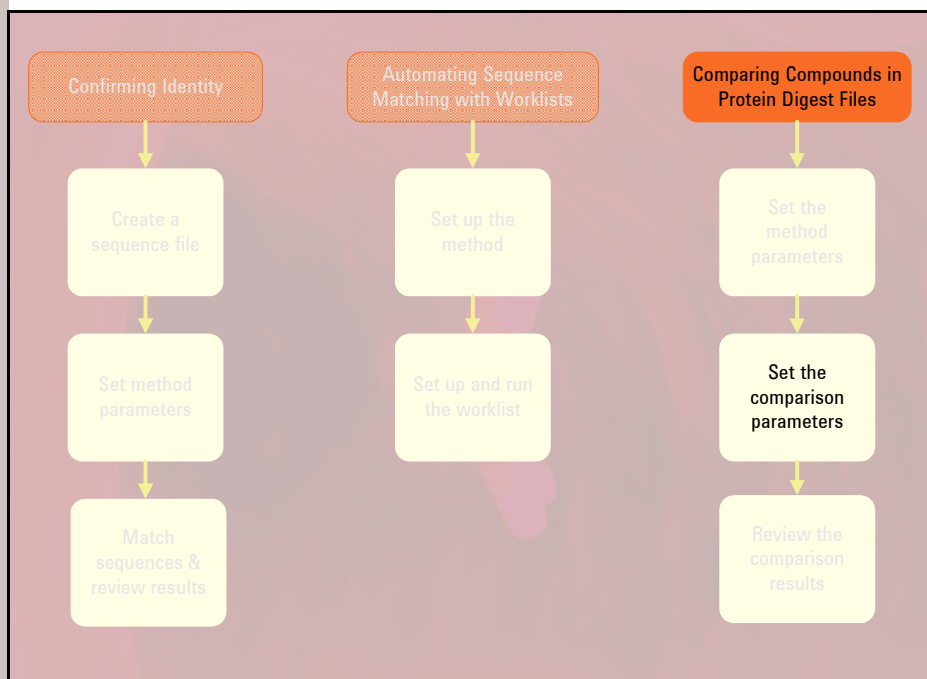 Confirming Identity
Automating Sequence
Matching with Worklists
Comparing Compounds in
Protein Digest Files
Create a
sequence file
Set up the
method
Set the
method
parameters
Set method
parameters
Set up and run
the worklist
Set the
comparison
parameters
Match
sequences &
review results
Review the
comparison
results